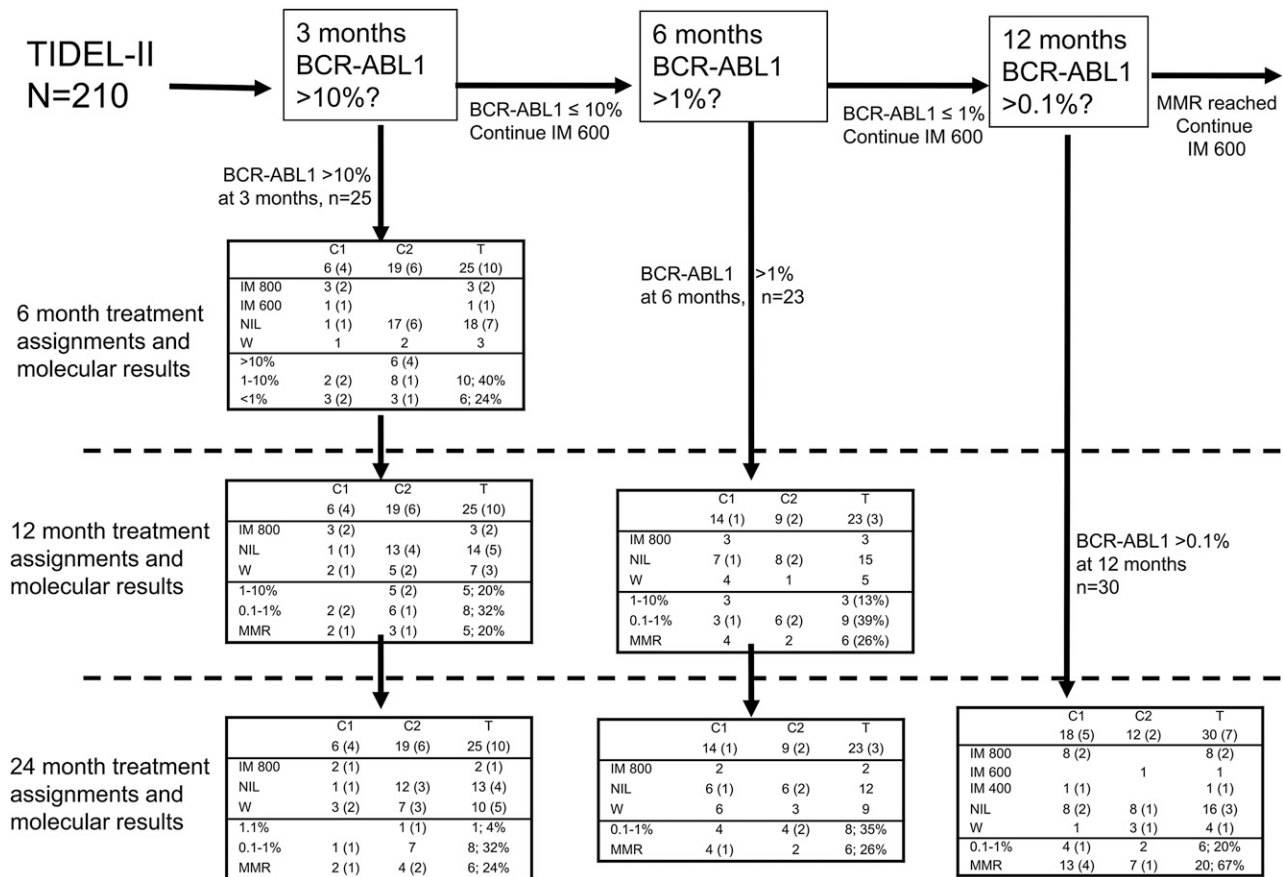 TIDEL-II
N=210
3 months
BCR-ABL1
>10%?
BCR-ABL1 ≤ 10%
Continue IM 600
6 months
BCR-ABL1
>1%?
BCR-ABL1 ≤ 1%
Continue IM 600
12 months
BCR-ABL1
>0.1%?
MMR reached
Continue
IM 600
BCR-ABL1 >10%
at 3 months, n=25
6 month treatment
assignments and
molecular results
C1 C2 T
6 (4) 19 (6) 25 (10)
IM 800 3 (2) 3 (2)
IM 600 1 (1) 1 (1)
NIL 1 (1) 17 (6) 18 (7)
W 1 2 3
>10% 6 (4)
1-10% 2 (2) 8 (1) 10; 40%
<1% 3 (2) 3 (1) 6; 24%
BCR-ABL1 >1%
at 6 months, n=23
12 month treatment
assignments and
molecular results
C1 C2 T
6 (4) 19 (6) 25 (10)
IM 800 3 (2) 3 (2)
NIL 1 (1) 13 (4) 14 (5)
W 2 (1) 5 (2) 7 (3)
1-10% 5 (2) 5; 20%
0.1-1% 2 (2) 6 (1) 8; 32%
MMR 2 (1) 3 (1) 5; 20%
C1 C2 T
14 (1) 9 (2) 23 (3)
IM 800 3 3
NIL 7 (1) 8 (2) 15
W 4 1 5
1-10% 3 3 (13%)
0.1-1% 3 (1) 6 (2) 9 (39%)
MMR 4 2 6 (26%)
BCR-ABL1 >0.1%
at 12 months
n=30
24 month treatment
assignments and
molecular results
C1 C2 T
6 (4) 19 (6) 25 (10)
IM 800 2 (1) 2 (1)
NIL 1 (1) 12 (3) 13 (4)
W 3 (2) 7 (3) 10 (5)
1.1% 1 (1) 1; 4%
0.1-1% 1 (1) 7 8; 32%
MMR 2 (1) 4 (2) 6; 24%
C1 C2 T
14 (1) 9 (2) 23 (3)
IM 800 2 2
NIL 6 (1) 6 (2) 12
W 6 3 9
0.1-1% 4 4 (2) 8; 35%
MMR 4 (1) 2 6; 26%
C1 C2 T
18 (5) 12 (2) 30 (7)
IM 800 8 (2) 8 (2)
IM 600 1 1
IM 400 1 (1) 1 (1)
NIL 8 (2) 8 (1) 16 (3)
W 1 3 (1) 4 (1)
0.1-1% 4 (1) 2 6; 20%
MMR 13 (4) 7 (1) 20; 67%